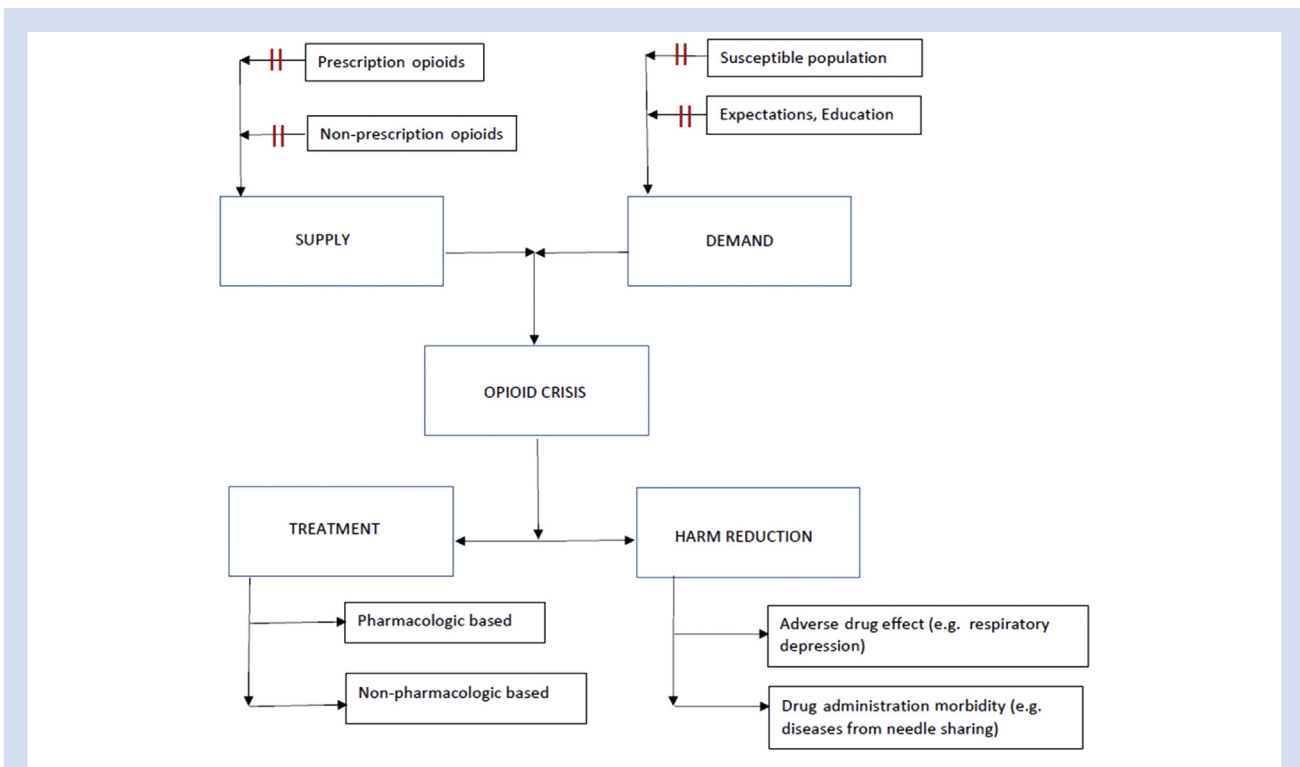 Prescription opioids
Susceptible population
Non-prescription opioids
Expectations, Education
SUPPLY
DEMAND
OPIOID CRISIS
TREATMENT
HARM REDUCTION
Pharmacologic based
Adverse drug effect (e.g. respiratory
depression)
Non-pharmacologic based
Drug administration morbidity (e.g.
diseases from needle sharing)